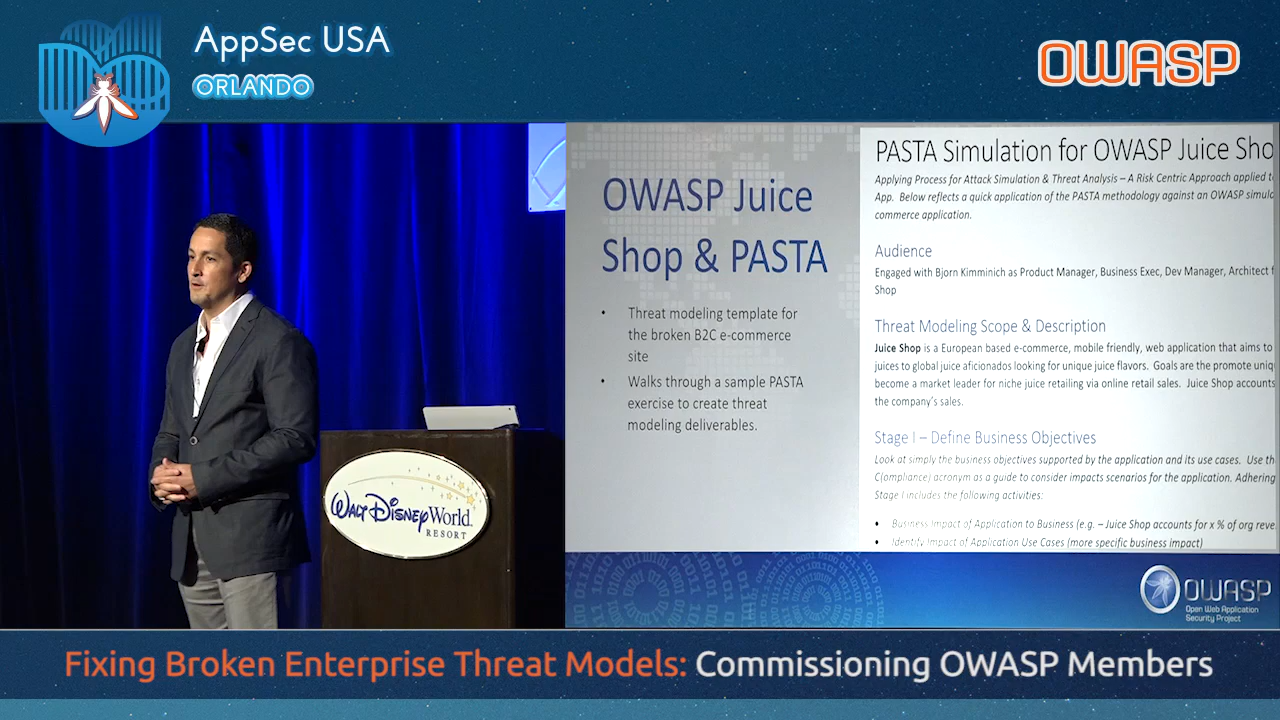 AppSec USA
ORLANDO
OWASP
OWASP Juice
Shop & PASTA
• Threat modeling template for
the broken B2C e-commerce
site
• Walks through a sample PASTA
exercise to create threat
modeling deliverables.
PASTA Simulation for OWASP Juice Sho
Applying Process for Attack Simulation & Threat Analysis – A Risk Centric Approach applied t
App. Below reflects a quick application of the PASTA methodology against an OWASP simula
commerce application.
Audience
Engaged with Bjorn Kimminich as Product Manager, Business Exec, Dev Manager, Architect f
Shop
Threat Modeling Scope & Description
Juice Shop is a European based e-commerce, mobile friendly, web application that aims to
juices to global juice aficionados looking for unique juice flavors. Goals are the promote uniq
become a market leader for niche juice retailing via online retail sales. Juice Shop accounts
the company's sales.
Stage I – Define Business Objectives
Look at simply the business objectives supported by the application and its use cases. Use th
C(ompliance) acronym as a guide to consider impacts scenarios for the application. Adhering
Stage I includes the following activities:
• Business Impact of Application to Business (e.g. – Juice Shop accounts for x % of org reve
• Identify Impact of Application Use Cases (more specific business impact)
WALT DISNEY World.
RESORT
OWASP
Open Web Application
Security Project
Fixing Broken Enterprise Threat Models: Commissioning OWASP Members